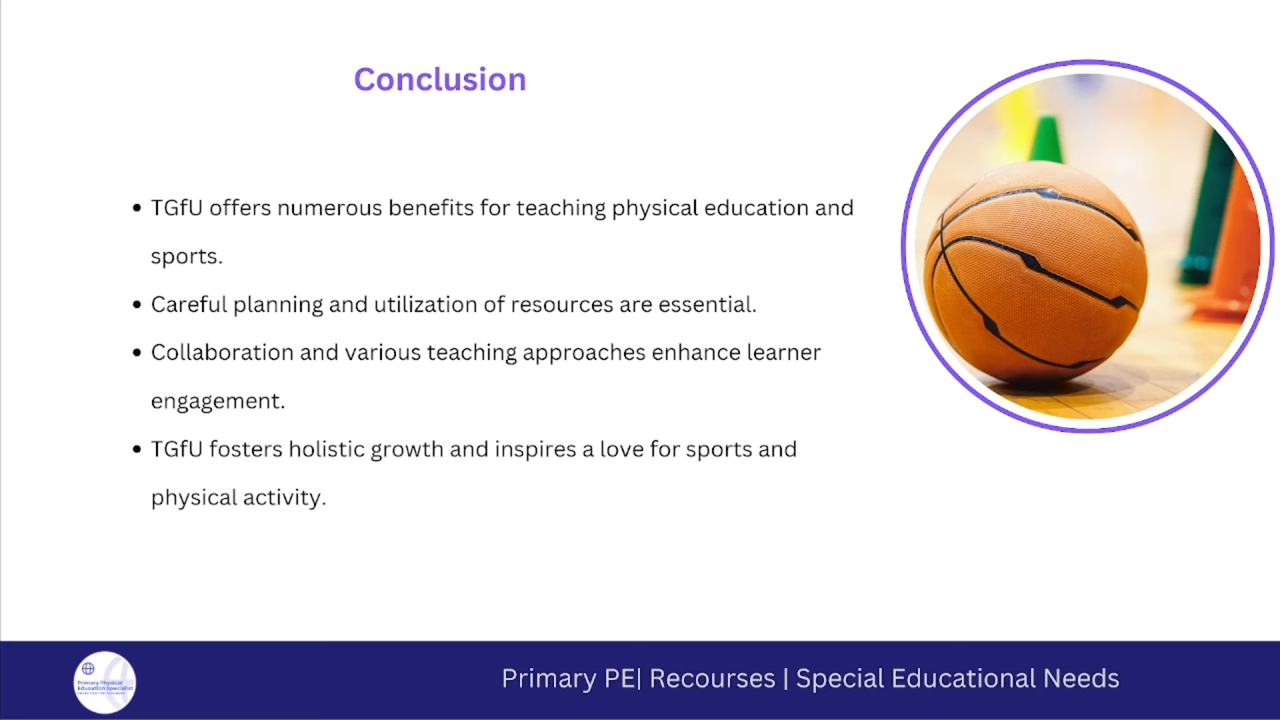 Conclusion
• TGfU offers numerous benefits for teaching physical education and
sports.
• Careful planning and utilization of resources are essential.
• Collaboration and various teaching approaches enhance learner
engagement.
• TGfU fosters holistic growth and inspires a love for sports and
physical activity.
Primary Physical
Education Specialist
Primary PE| Recourses | Special Educational Needs